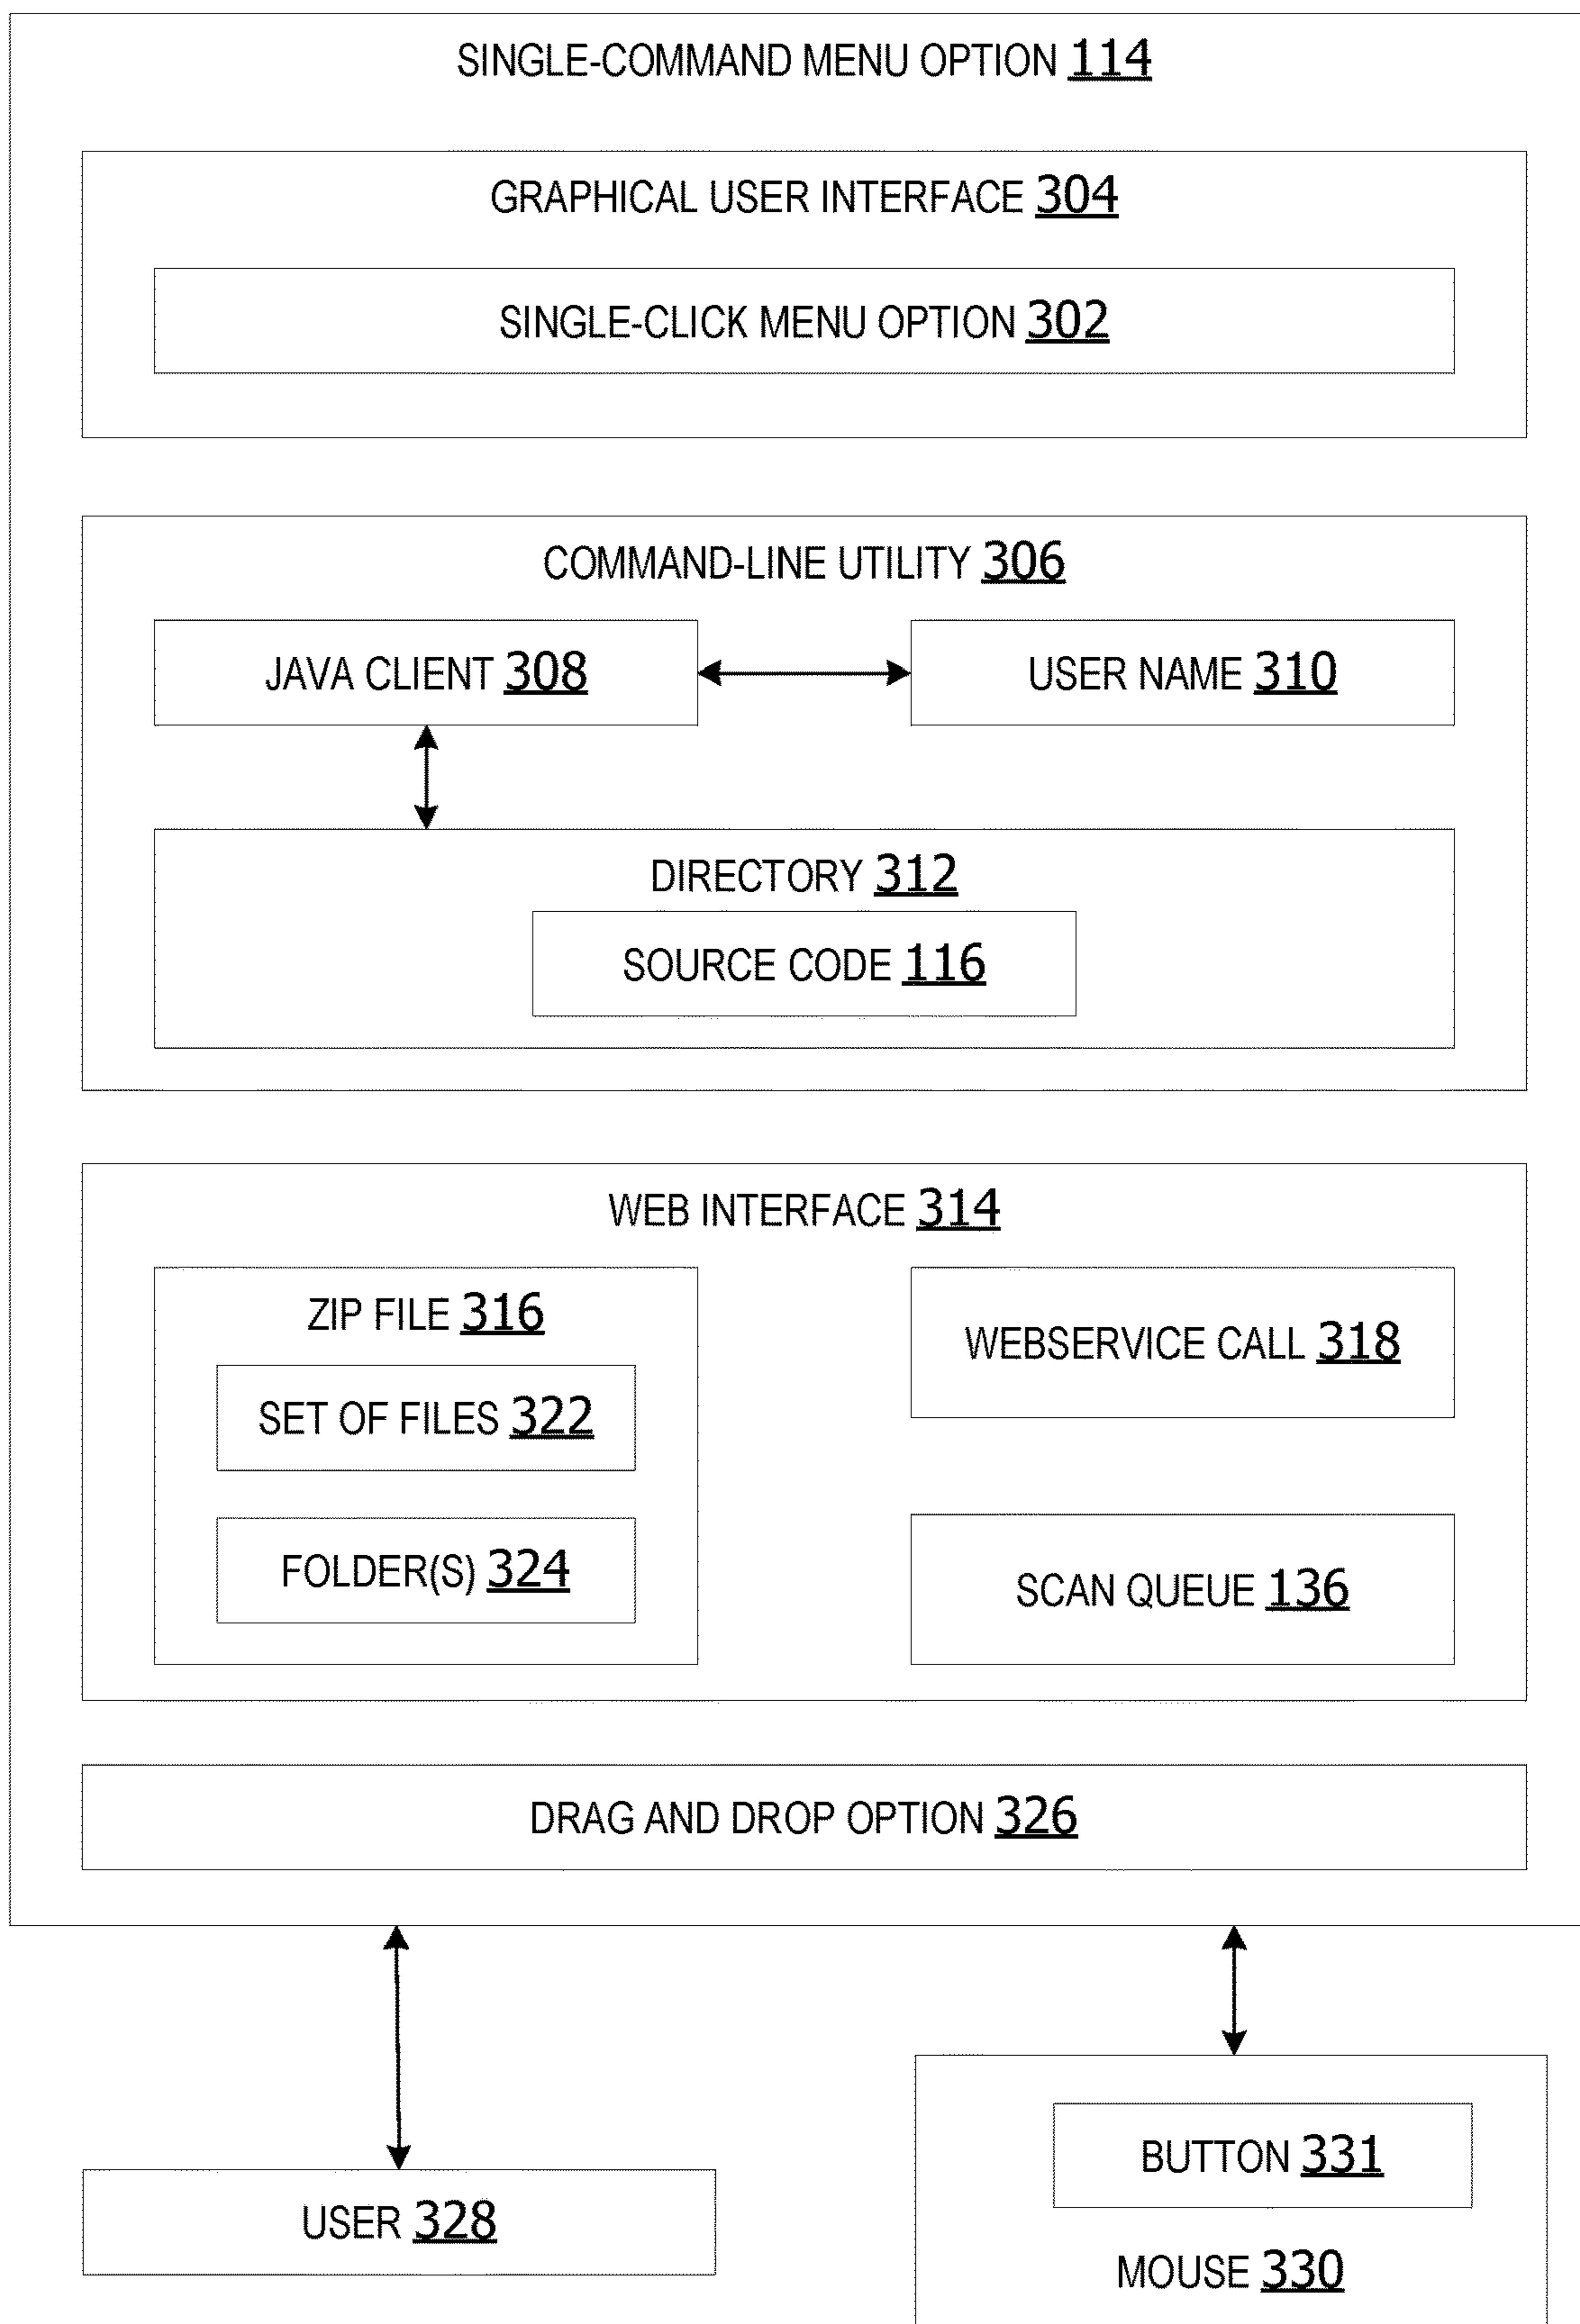 SINGLE-COMMAND MENU OPTION 114
GRAPHICAL USER INTERFACE 304
SINGLE-CLICK MENU OPTION 302
COMMAND-LINE UTILITY 306
JAVA CLIENT 308
USER NAME 310
DIRECTORY 312
SOURCE CODE 116
WEB INTERFACE 314
ZIP FILE 316
SET OF FILES 322
FOLDER(S) 324
WEBSERVICE CALL 318
SCAN QUEUE 136
DRAG AND DROP OPTION 326
USER 328
BUTTON 331
MOUSE 330